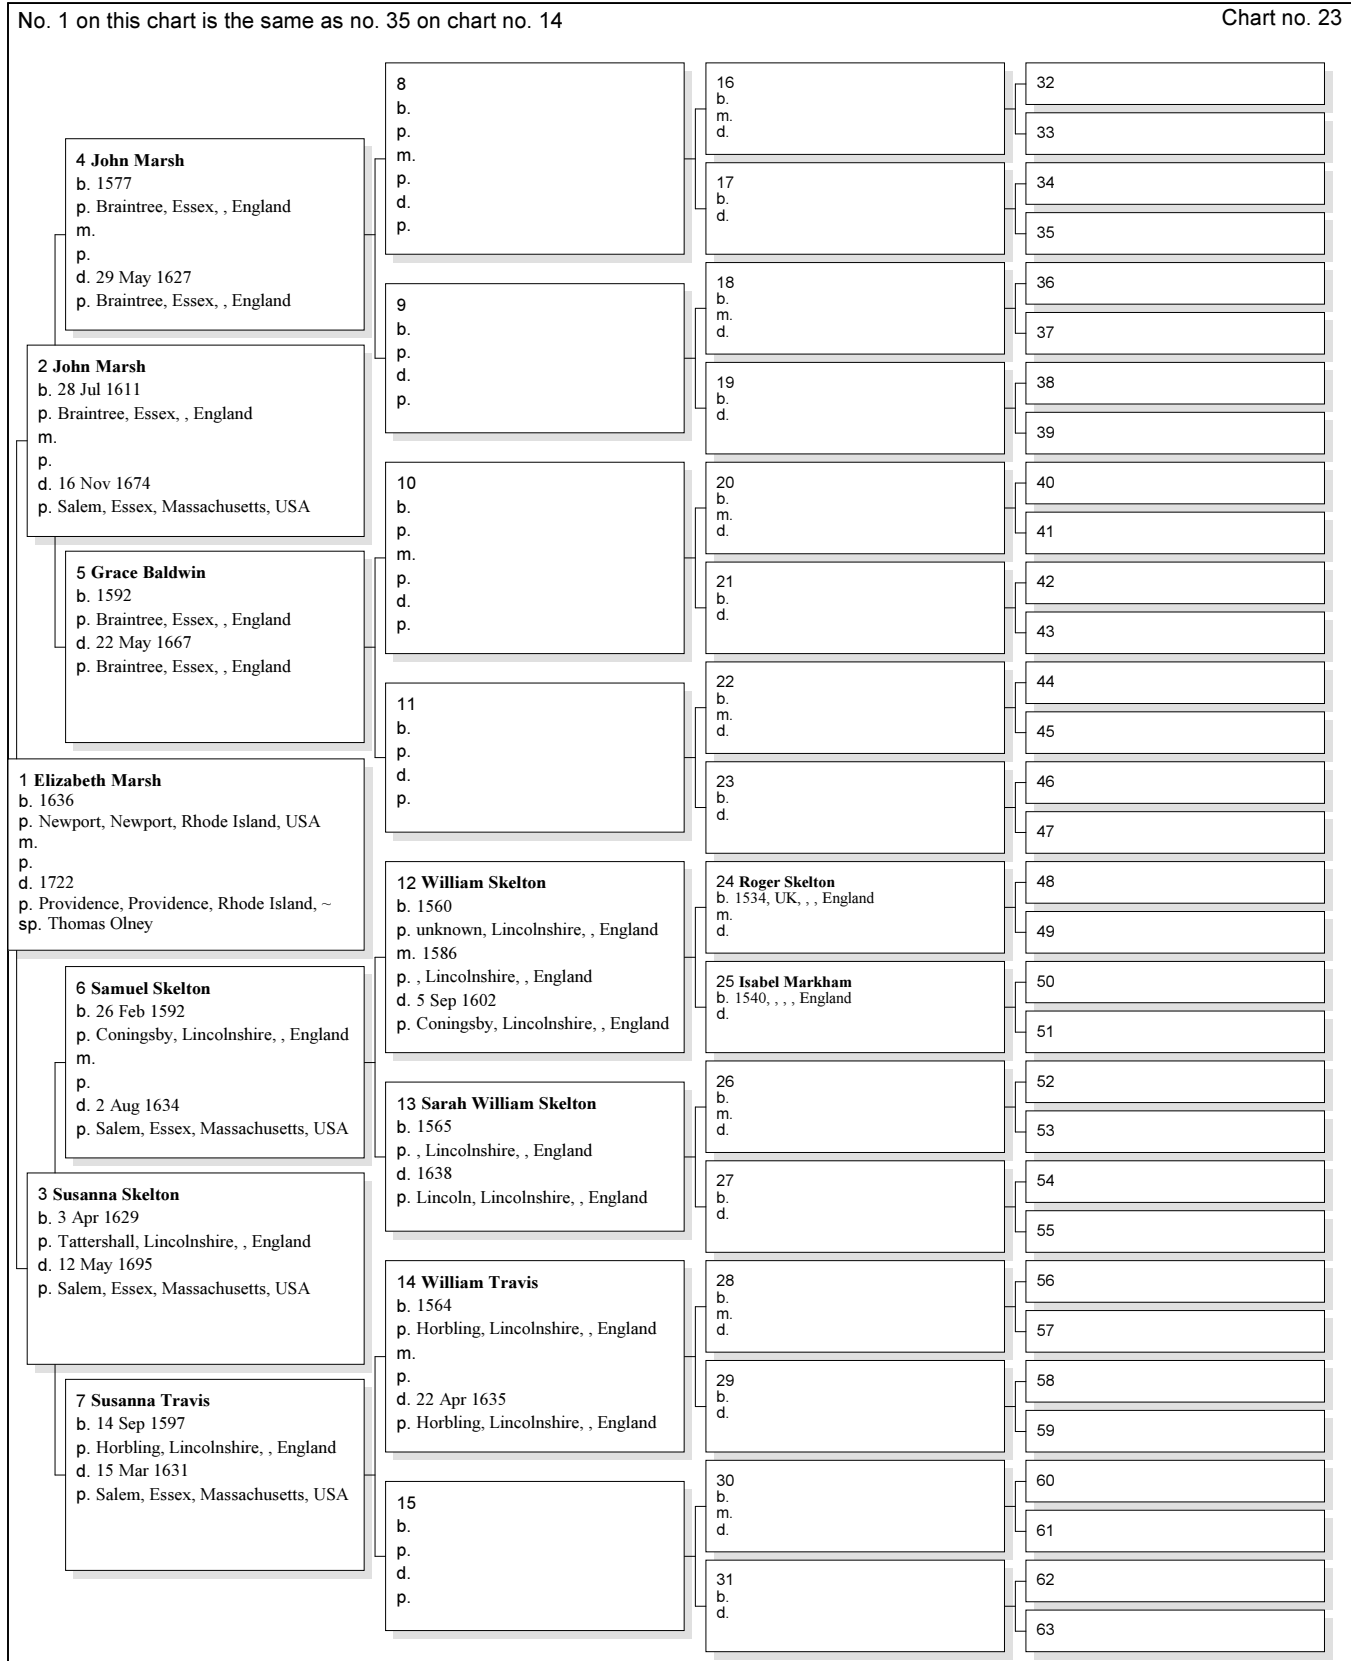 No. 1 on this chart is the same as no. 35 on chart no. 14
Chart no. 23
4 John Marsh
b. 1577
p. Braintree, Essex, , England
m.
p.
d. 29 May 1627
p. Braintree, Essex, , England
2 John Marsh
b. 28 Jul 1611
p. Braintree, Essex, , England
m.
p.
d. 16 Nov 1674
p. Salem, Essex, Massachusetts, USA
5 Grace Baldwin
b. 1592
p. Braintree, Essex, , England
d. 22 May 1667
p. Braintree, Essex, , England
1 Elizabeth Marsh
b. 1636
p. Newport, Newport, Rhode Island, USA
m.
p.
d. 1722
p. Providence, Providence, Rhode Island, ~
sp. Thomas Olney
6 Samuel Skelton
b. 26 Feb 1592
p. Coningsby, Lincolnshire, , England
m.
p.
d. 2 Aug 1634
p. Salem, Essex, Massachusetts, USA
3 Susanna Skelton
b. 3 Apr 1629
p. Tattershall, Lincolnshire, , England
d. 12 May 1695
p. Salem, Essex, Massachusetts, USA
7 Susanna Travis
b. 14 Sep 1597
p. Horbling, Lincolnshire, , England
d. 15 Mar 1631
p. Salem, Essex, Massachusetts, USA
8
b.
p.
m.
p.
d.
p.
9
b.
p.
d.
p.
10
b.
p.
m.
p.
d.
p.
11
b.
p.
d.
p.
12 William Skelton
b. 1560
p. unknown, Lincolnshire, , England
m. 1586
p. , Lincolnshire, , England
d. 5 Sep 1602
p. Coningsby, Lincolnshire, , England
13 Sarah William Skelton
b. 1565
p. , Lincolnshire, , England
d. 1638
p. Lincoln, Lincolnshire, , England
14 William Travis
b. 1564
p. Horbling, Lincolnshire, , England
m.
p.
d. 22 Apr 1635
p. Horbling, Lincolnshire, , England
15
b.
p.
d.
p.
16
b.
m.
d.
17
b.
d.
18
b.
m.
d.
19
b.
d.
20
b.
m.
d.
21
b.
d.
22
b.
m.
d.
23
b.
d.
24 Roger Skelton
b. 1534, UK, , , England
m.
d.
25 Isabel Markham
b. 1540, , , , England
d.
26
b.
m.
d.
27
b.
d.
28
b.
m.
d.
29
b.
d.
30
b.
m.
d.
31
b.
d.
32
33
34
35
36
37
38
39
40
41
42
43
44
45
46
47
48
49
50
51
52
53
54
55
56
57
58
59
60
61
62
63